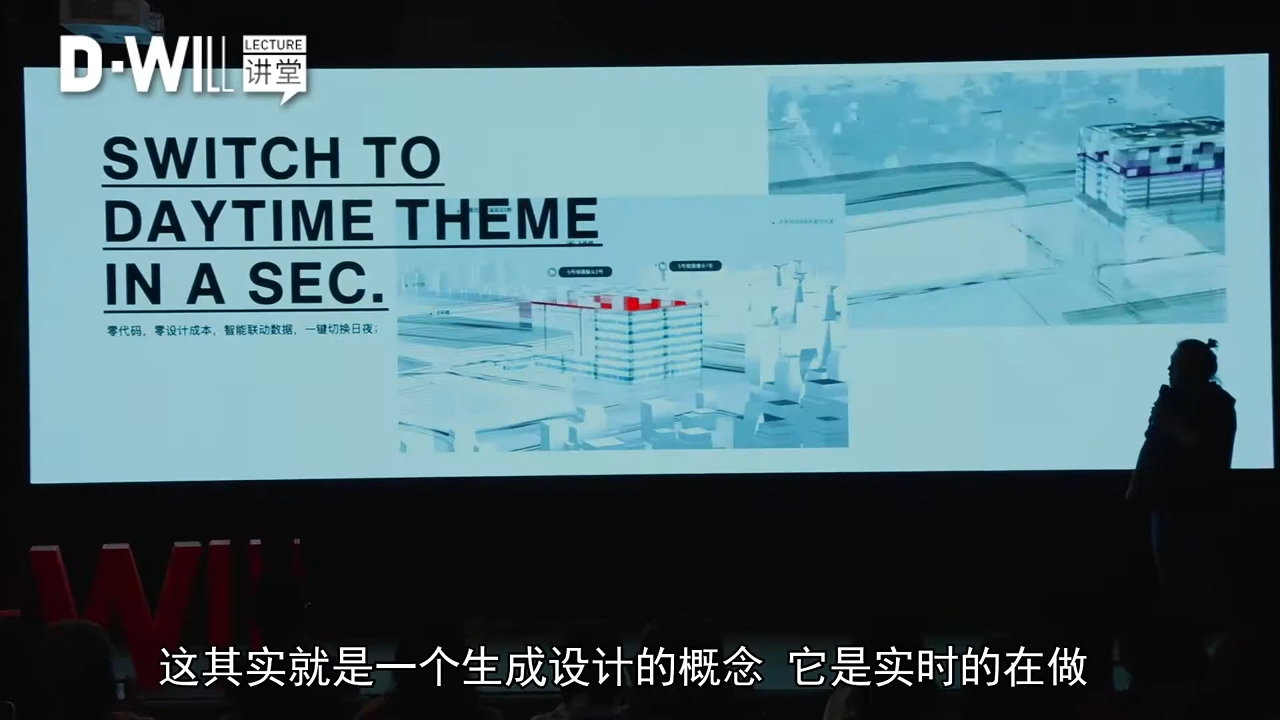 D·WILL
LECTURE
讲堂
SWITCH TO
DAYTIME THEME
IN A SEC.
零代码，零设计成本，智能联动数据，一键切换日夜；
WILL
这其实就是一个生成设计的概念 它是实时的在做